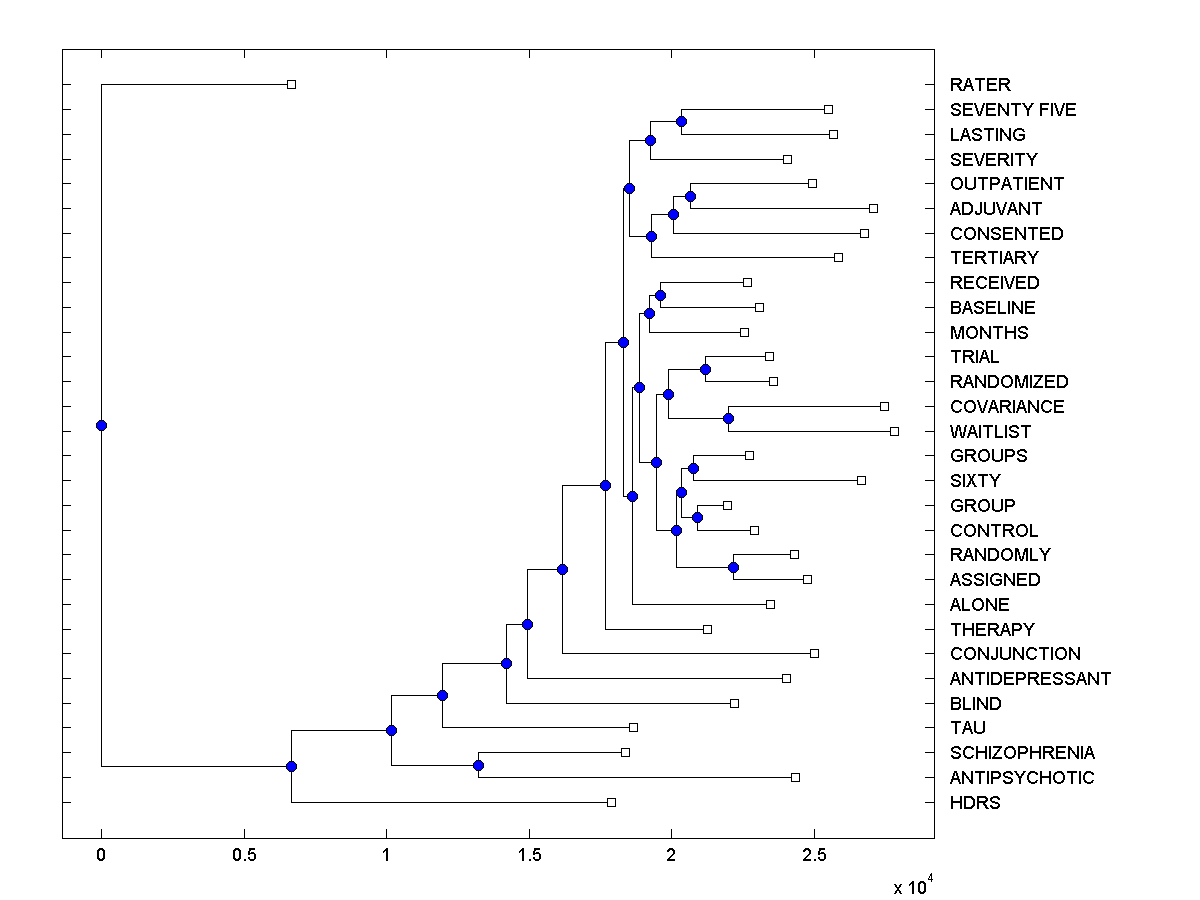 RATER
SEVENTY FIVE
LASTING
SEVERITY
OUTPATIENT
ADJUVANT
CONSENTED
TERTIARY
RECEIVED
BASELINE
MONTHS
TRIAL
RANDOMIZED
COVARIANCE
WAITLIST
GROUPS
SIXTY
GROUP
CONTROL
RANDOMLY
ASSIGNED
ALONE
THERAPY
CONJUNCTION
ANTIDEPRESSANT
BLIND
TAU
SCHIZOPHRENIA
ANTIPSYCHOTIC
HDRS
0 0.5 1 1.5 2 2.5
x 10^4